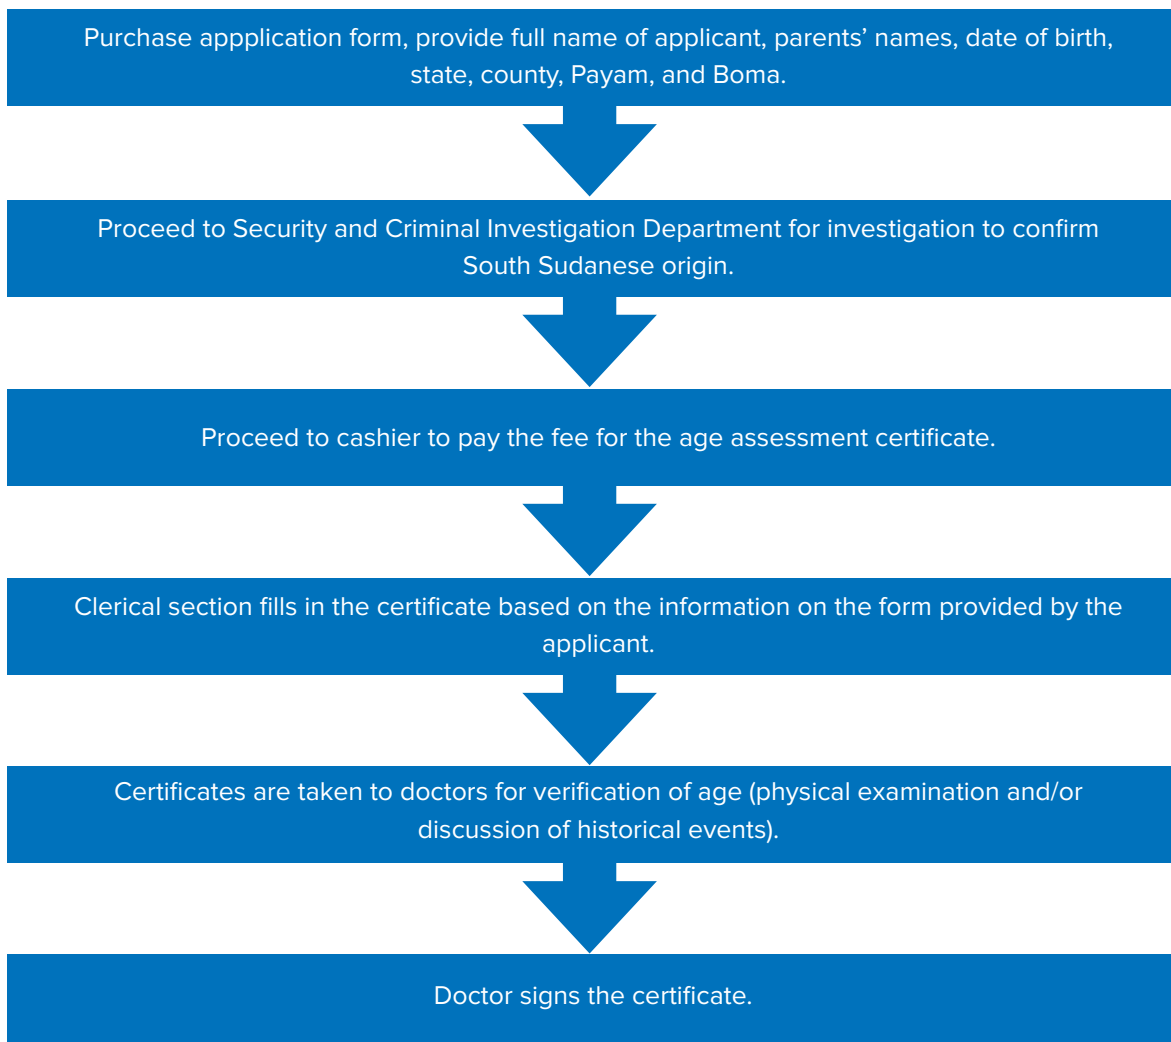 Purchase appplication form, provide full name of applicant, parents’ names, date of birth,
state, county, Payam, and Boma.
Proceed to Security and Criminal Investigation Department for investigation to confirm
South Sudanese origin.
Proceed to cashier to pay the fee for the age assessment certificate.
Clerical section fills in the certificate based on the information on the form provided by the
applicant.
Certificates are taken to doctors for verification of age (physical examination and/or
discussion of historical events).
Doctor signs the certificate.